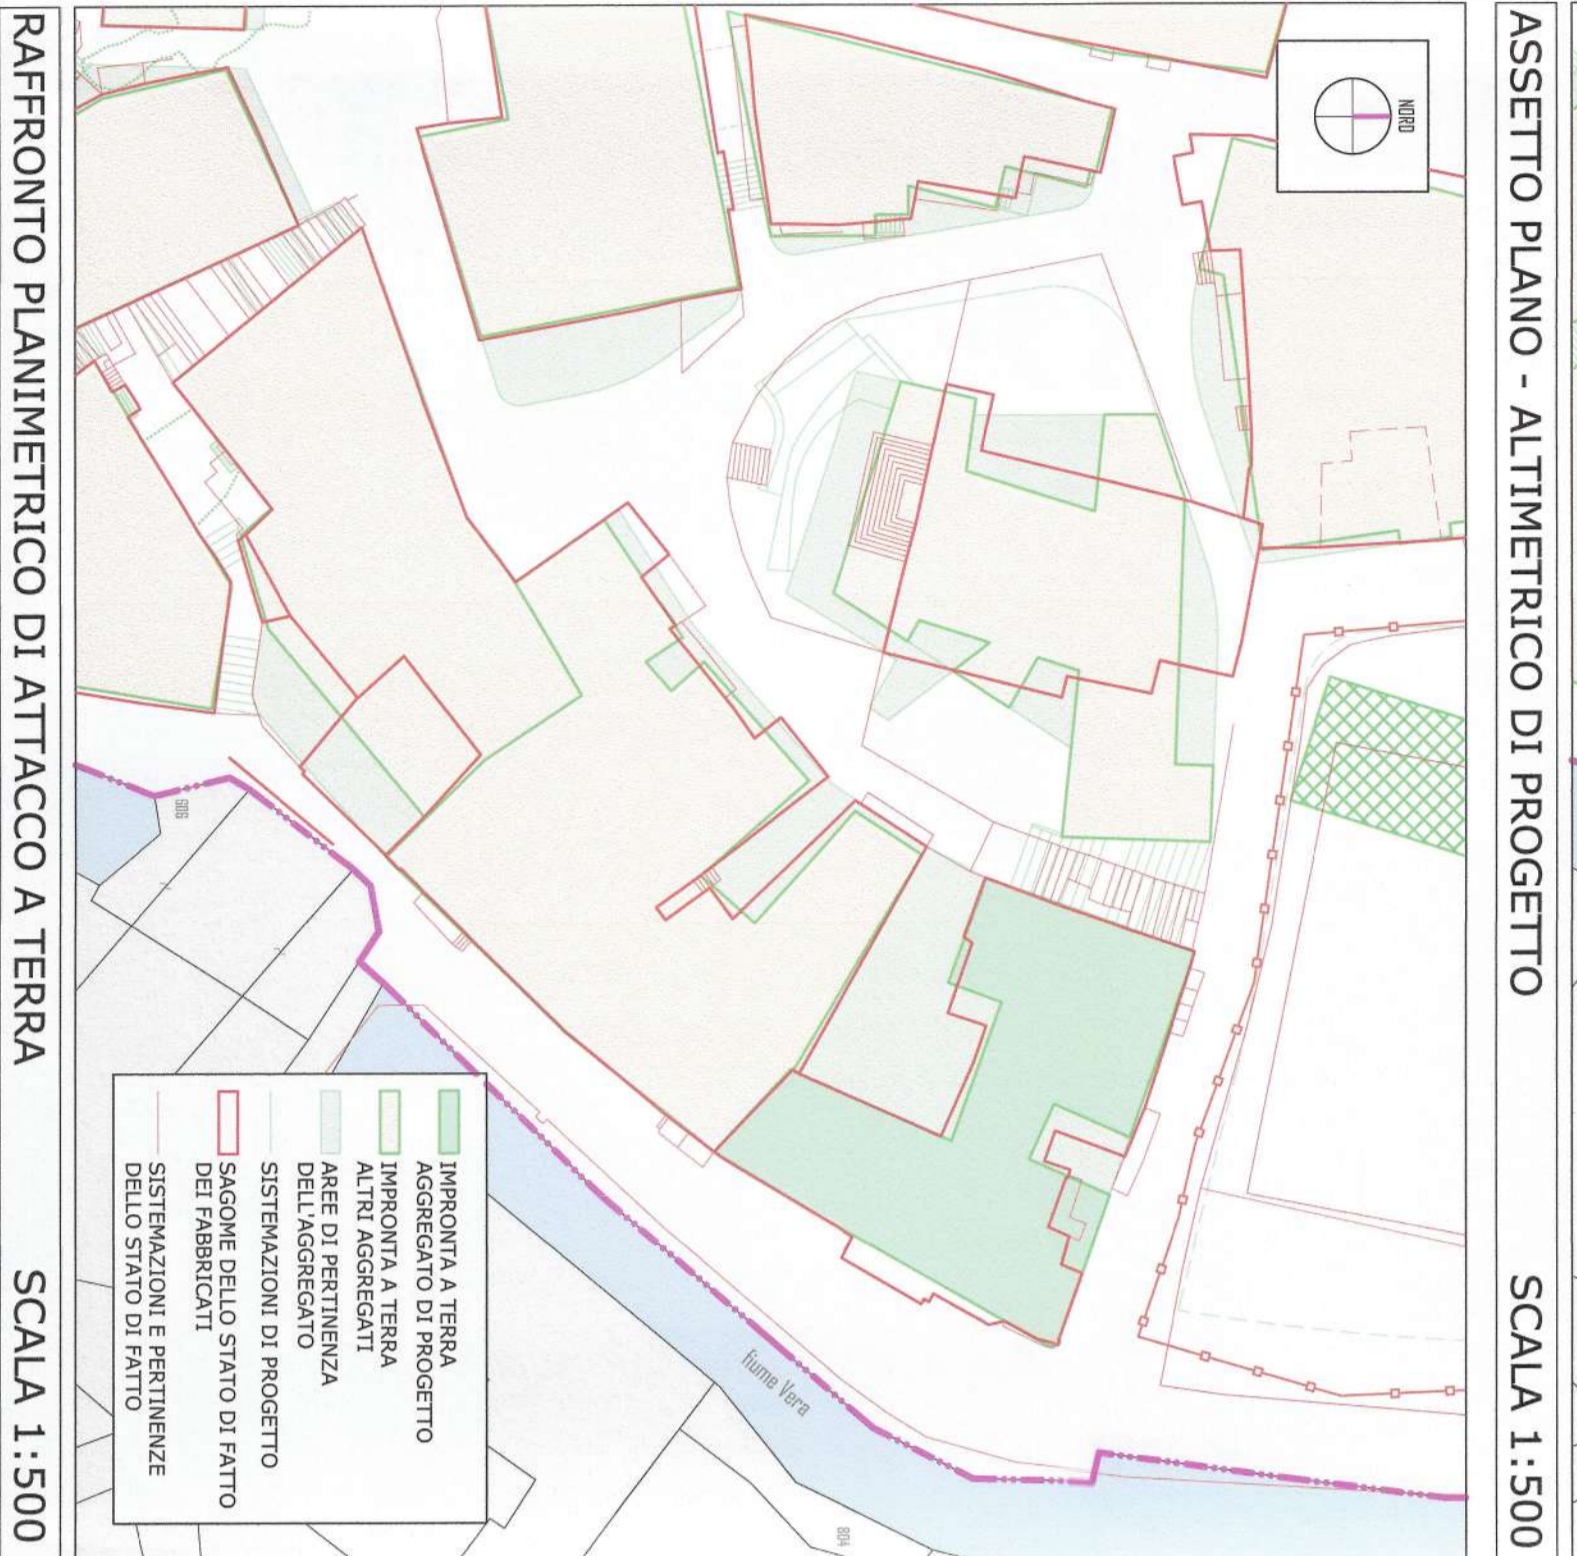 ASSETTO PLANO - ALTIMETRICO DI PROGETTO
SCALA 1:500
NORD
606
fiume Vera
804
IMPRONTA A TERRA
AGGREGATO DI PROGETTO
IMPRONTA A TERRA
ALTRI AGGREGATI
AREE DI PERTINENZA
DELL'AGGREGATO
SISTEMAZIONI DI PROGETTO
SAGOME DELLO STATO DI FATTO
DEI FABBRICATI
SISTEMAZIONI E PERTINENZE
DELLO STATO DI FATTO
RAFFRONTO PLANIMETRICO DI ATTACCO A TERRA
SCALA 1:500